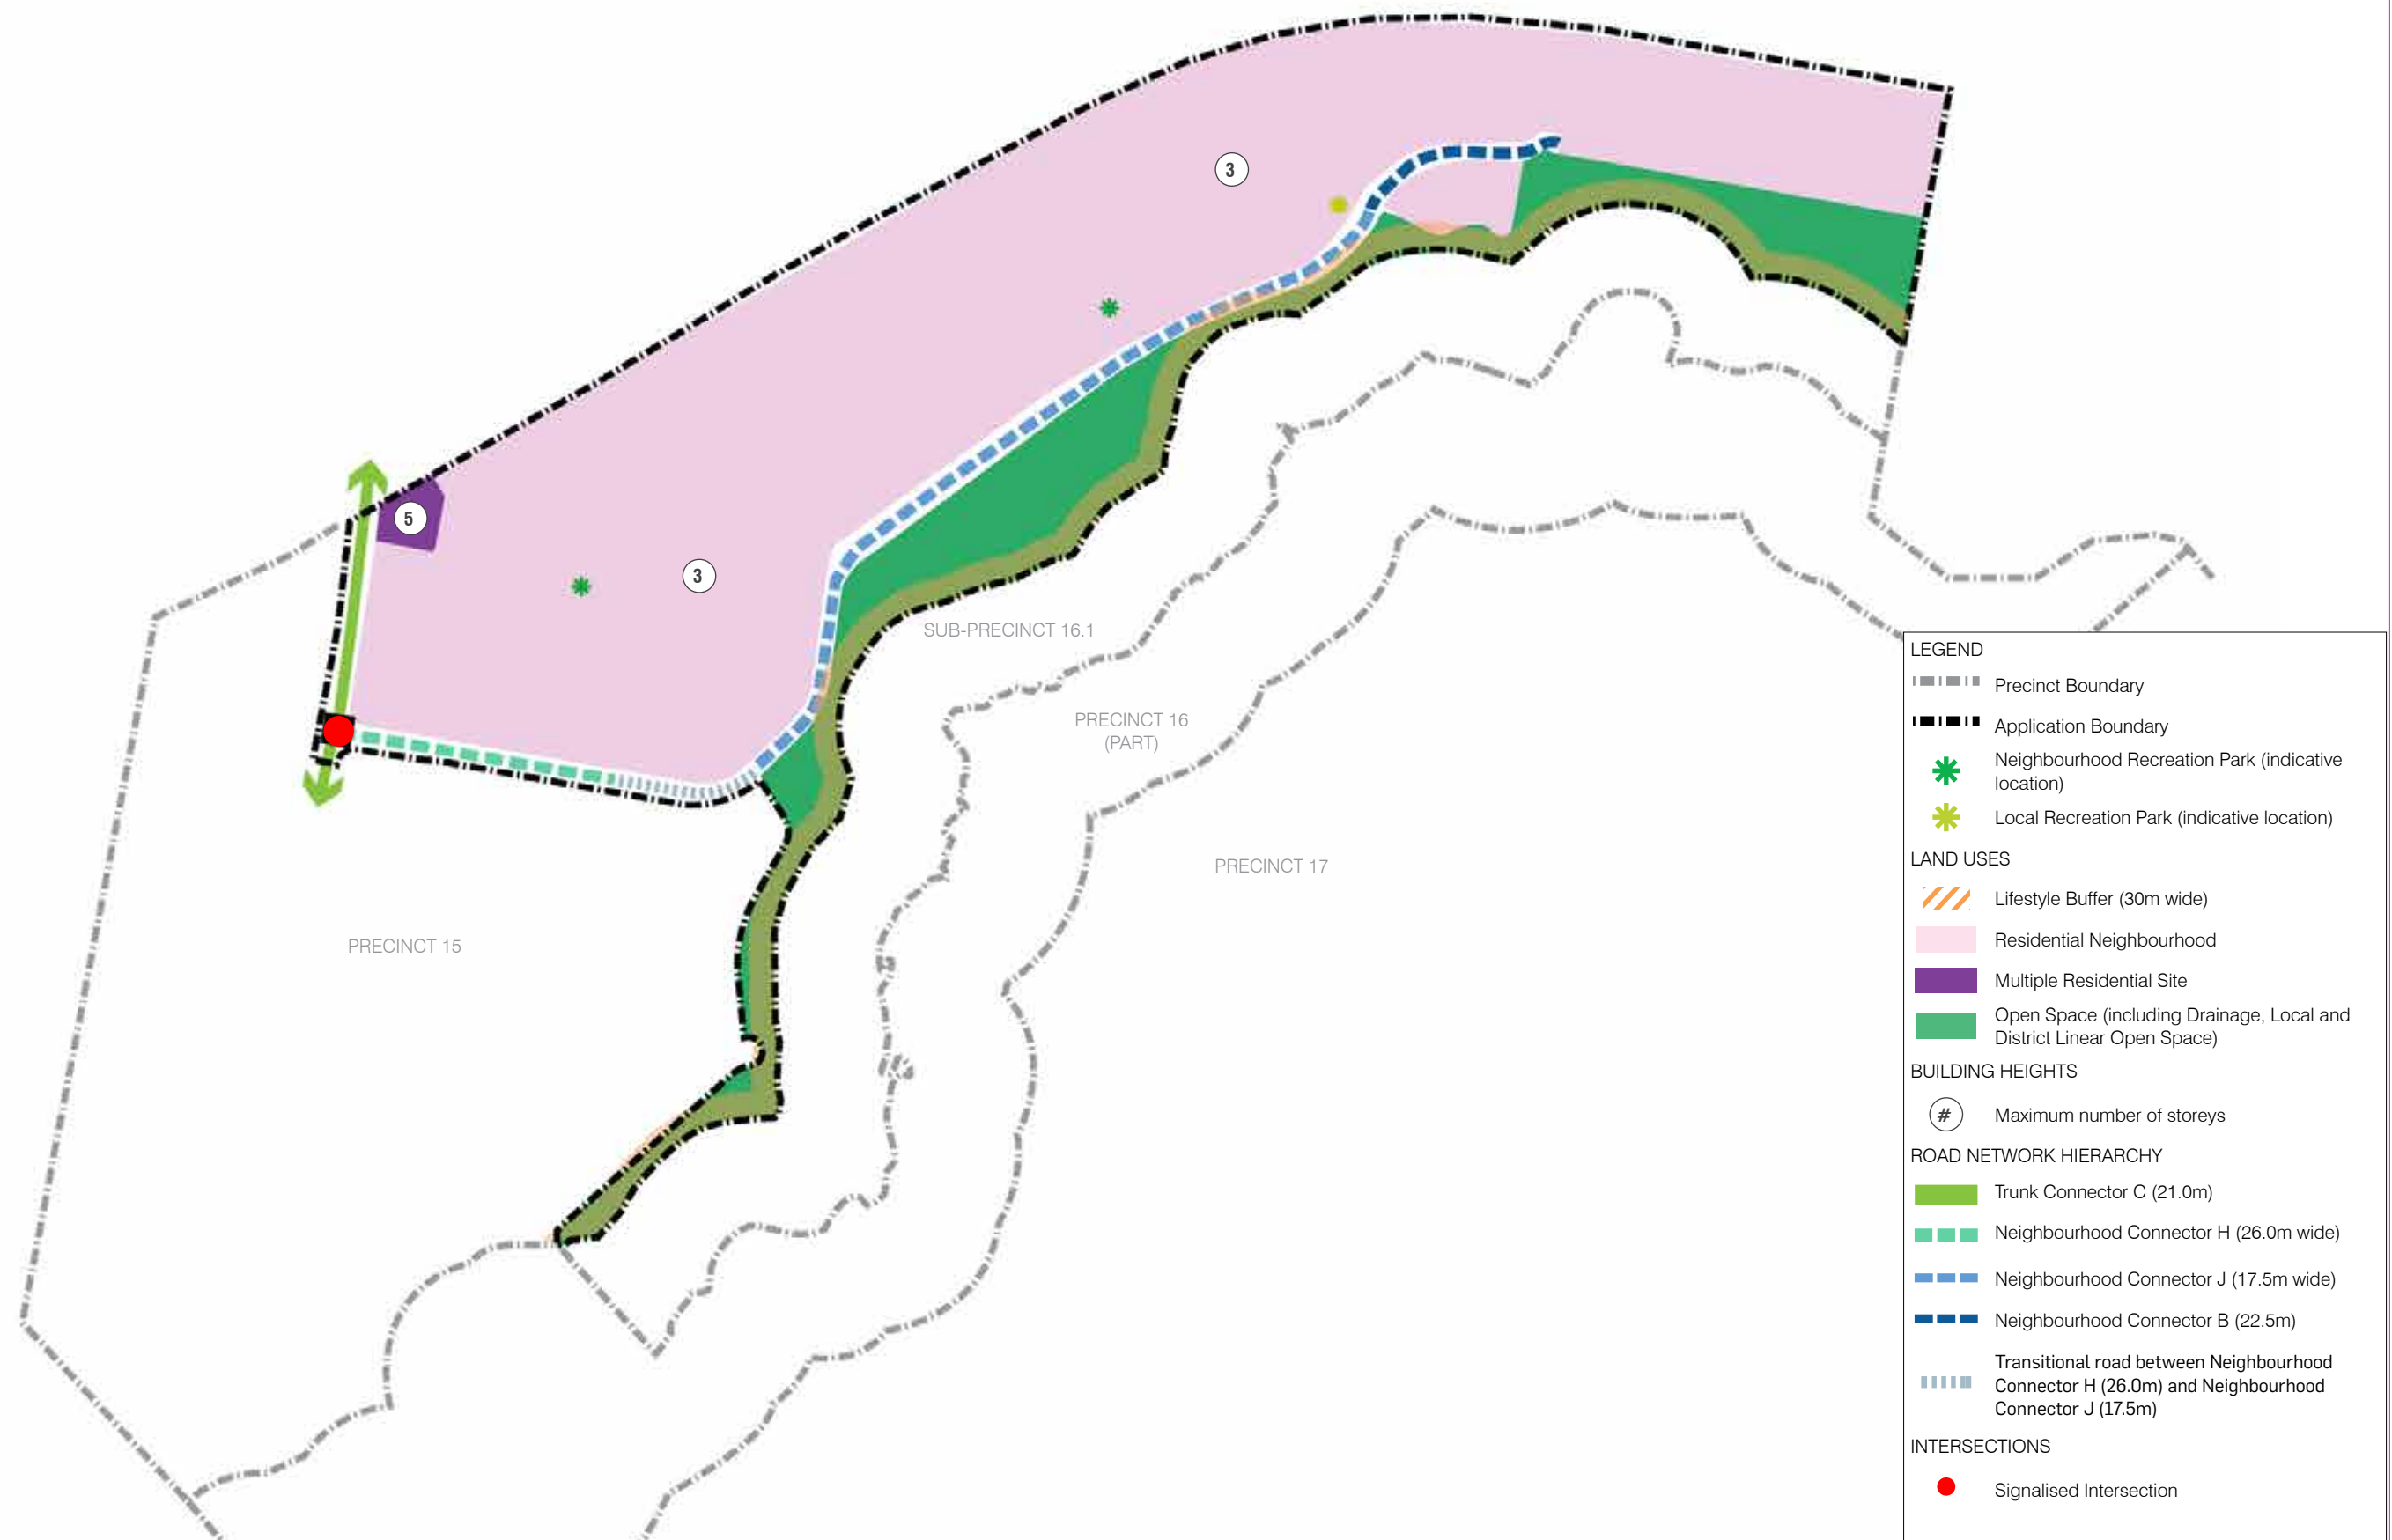 3
5
3
SUB-PRECINCT 16.1
PRECINCT 16
(PART)
PRECINCT 17
PRECINCT 15
LEGEND
Precinct Boundary
Application Boundary
Neighbourhood Recreation Park (indicative
location)
Local Recreation Park (indicative location)
LAND USES
Lifestyle Buffer (30m wide)
Residential Neighbourhood
Multiple Residential Site
Open Space (including Drainage, Local and
District Linear Open Space)
BUILDING HEIGHTS
# Maximum number of storeys
ROAD NETWORK HIERARCHY
Trunk Connector C (21.0m)
Neighbourhood Connector H (26.0m wide)
Neighbourhood Connector J (17.5m wide)
Neighbourhood Connector B (22.5m)
Transitional road between Neighbourhood
Connector H (26.0m) and Neighbourhood
Connector J (17.5m)
INTERSECTIONS
Signalised Intersection